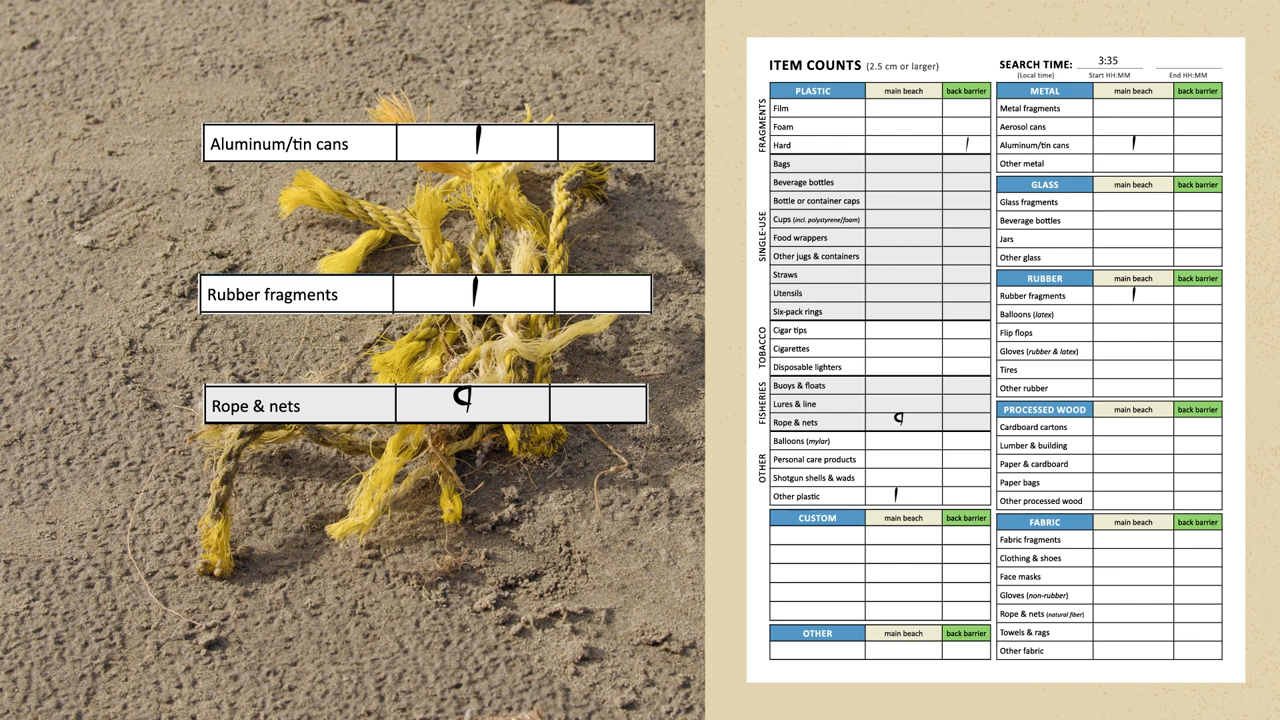 Aluminum/tin cans |
Rubber fragments |
Rope & nets ៕
ITEM COUNTS (2.5 cm or larger)
PLASTIC main beach back barrier
FRAGMENTS
Film
Foam
Hard |
SINGLE-USE
Bags
Beverage bottles
Bottle or container caps
Cups (incl. polystyrene/foam)
Food wrappers
Other jugs & containers
Straws
Utensils
Six-pack rings
TOBACCO
Cigar tips
Cigarettes
Disposable lighters
FISHERIES
Buoys & floats
Lures & line
Rope & nets
OTHER
Balloons (mylar)
Personal care products
Shotgun shells & wads
Other plastic |
CUSTOM main beach back barrier
OTHER main beach back barrier
SEARCH TIME: 3:35
(Local time) Start HH:MM End HH:MM
METAL main beach back barrier
Metal fragments
Aerosol cans
Aluminum/tin cans |
Other metal
GLASS main beach back barrier
Glass fragments
Beverage bottles
Jars
Other glass
RUBBER main beach back barrier
Rubber fragments |
Balloons (latex)
Flip flops
Gloves (rubber & latex)
Tires
Other rubber
PROCESSED WOOD main beach back barrier
Cardboard cartons
Lumber & building
Paper & cardboard
Paper bags
Other processed wood
FABRIC main beach back barrier
Fabric fragments
Clothing & shoes
Face masks
Gloves (non-rubber)
Rope & nets (natural fiber)
Towels & rags
Other fabric